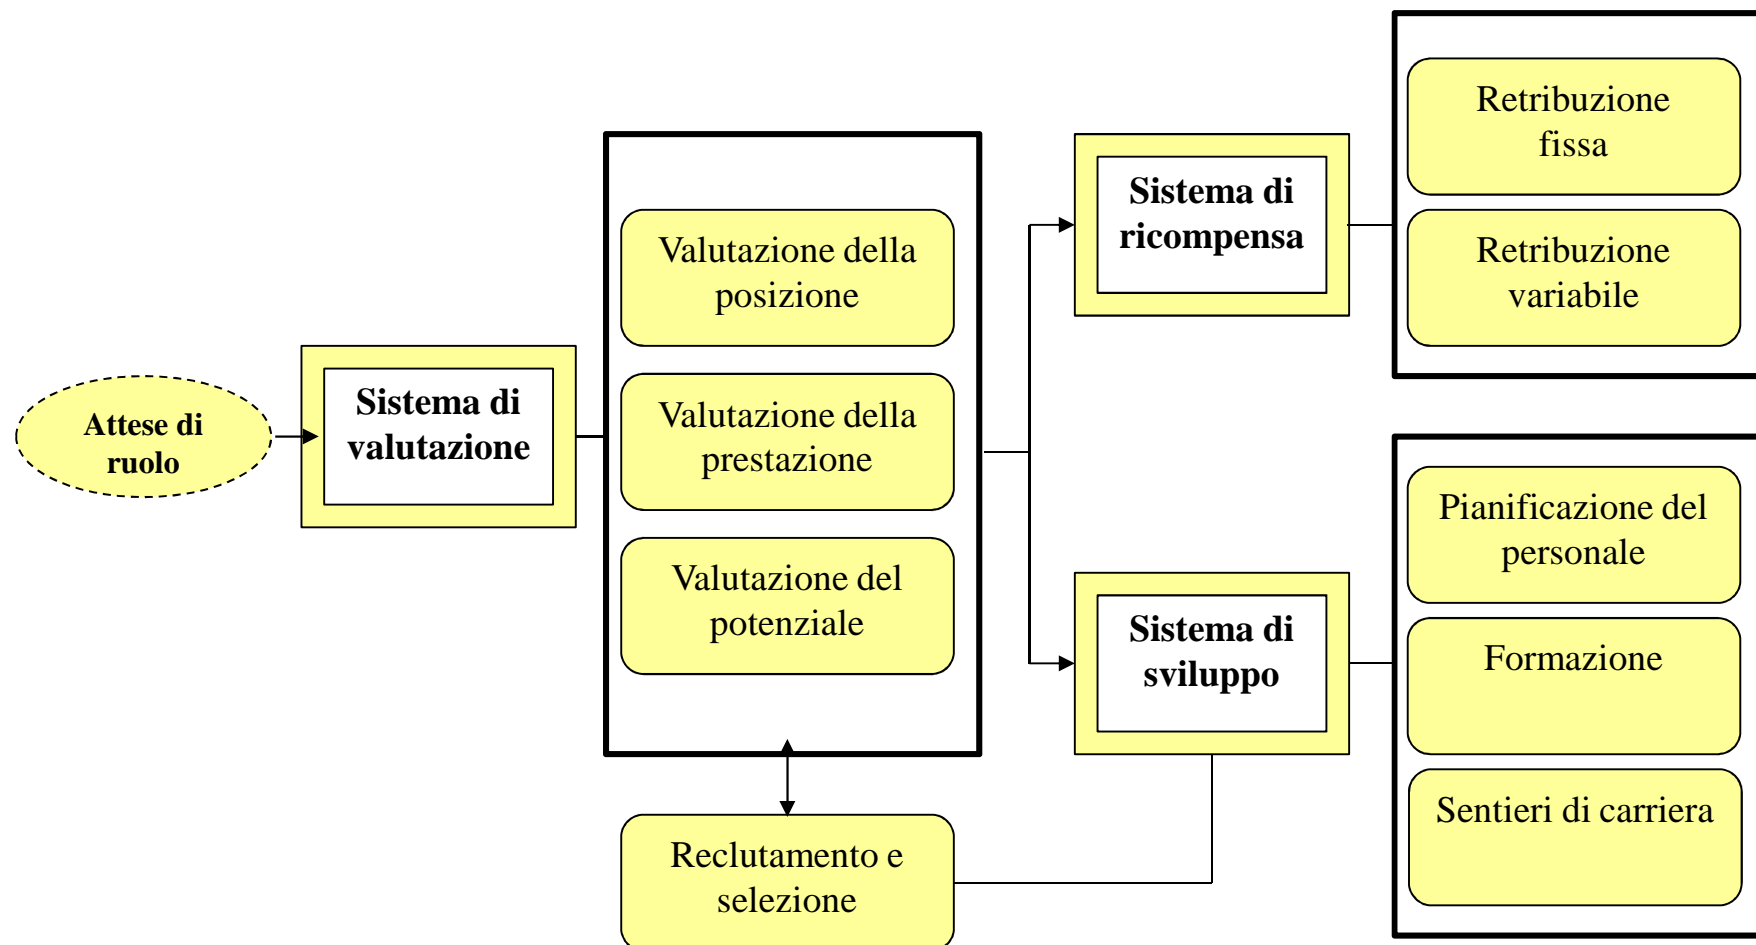 Attese di
ruolo
Sistema di
valutazione
Valutazione della
posizione
Valutazione della
prestazione
Valutazione del
potenziale
Reclutamento e
selezione
Sistema di
ricompensa
Retribuzione
fissa
Retribuzione
variabile
Sistema di
sviluppo
Pianificazione del
personale
Formazione
Sentieri di carriera